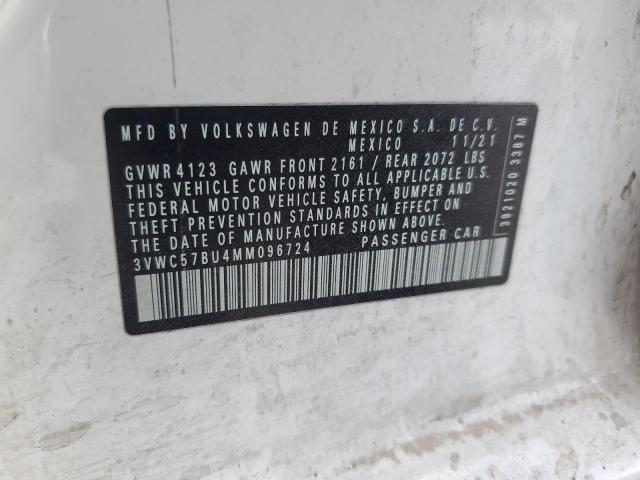 MFD BY VOLKSWAGEN DE MEXICO S.A. DE C.V.
MEXICO 11/21
GVWR 4123 GAWR FRONT 2161 / REAR 2072 LBS
THIS VEHICLE CONFORMS TO ALL APPLICABLE U.S.
FEDERAL MOTOR VEHICLE SAFETY, BUMPER AND
THEFT PREVENTION STANDARDS IN EFFECT ON
THE DATE OF MANUFACTURE SHOWN ABOVE.
3VWC57BU4MM096724 PASSENGER CAR
3921020 3387 M